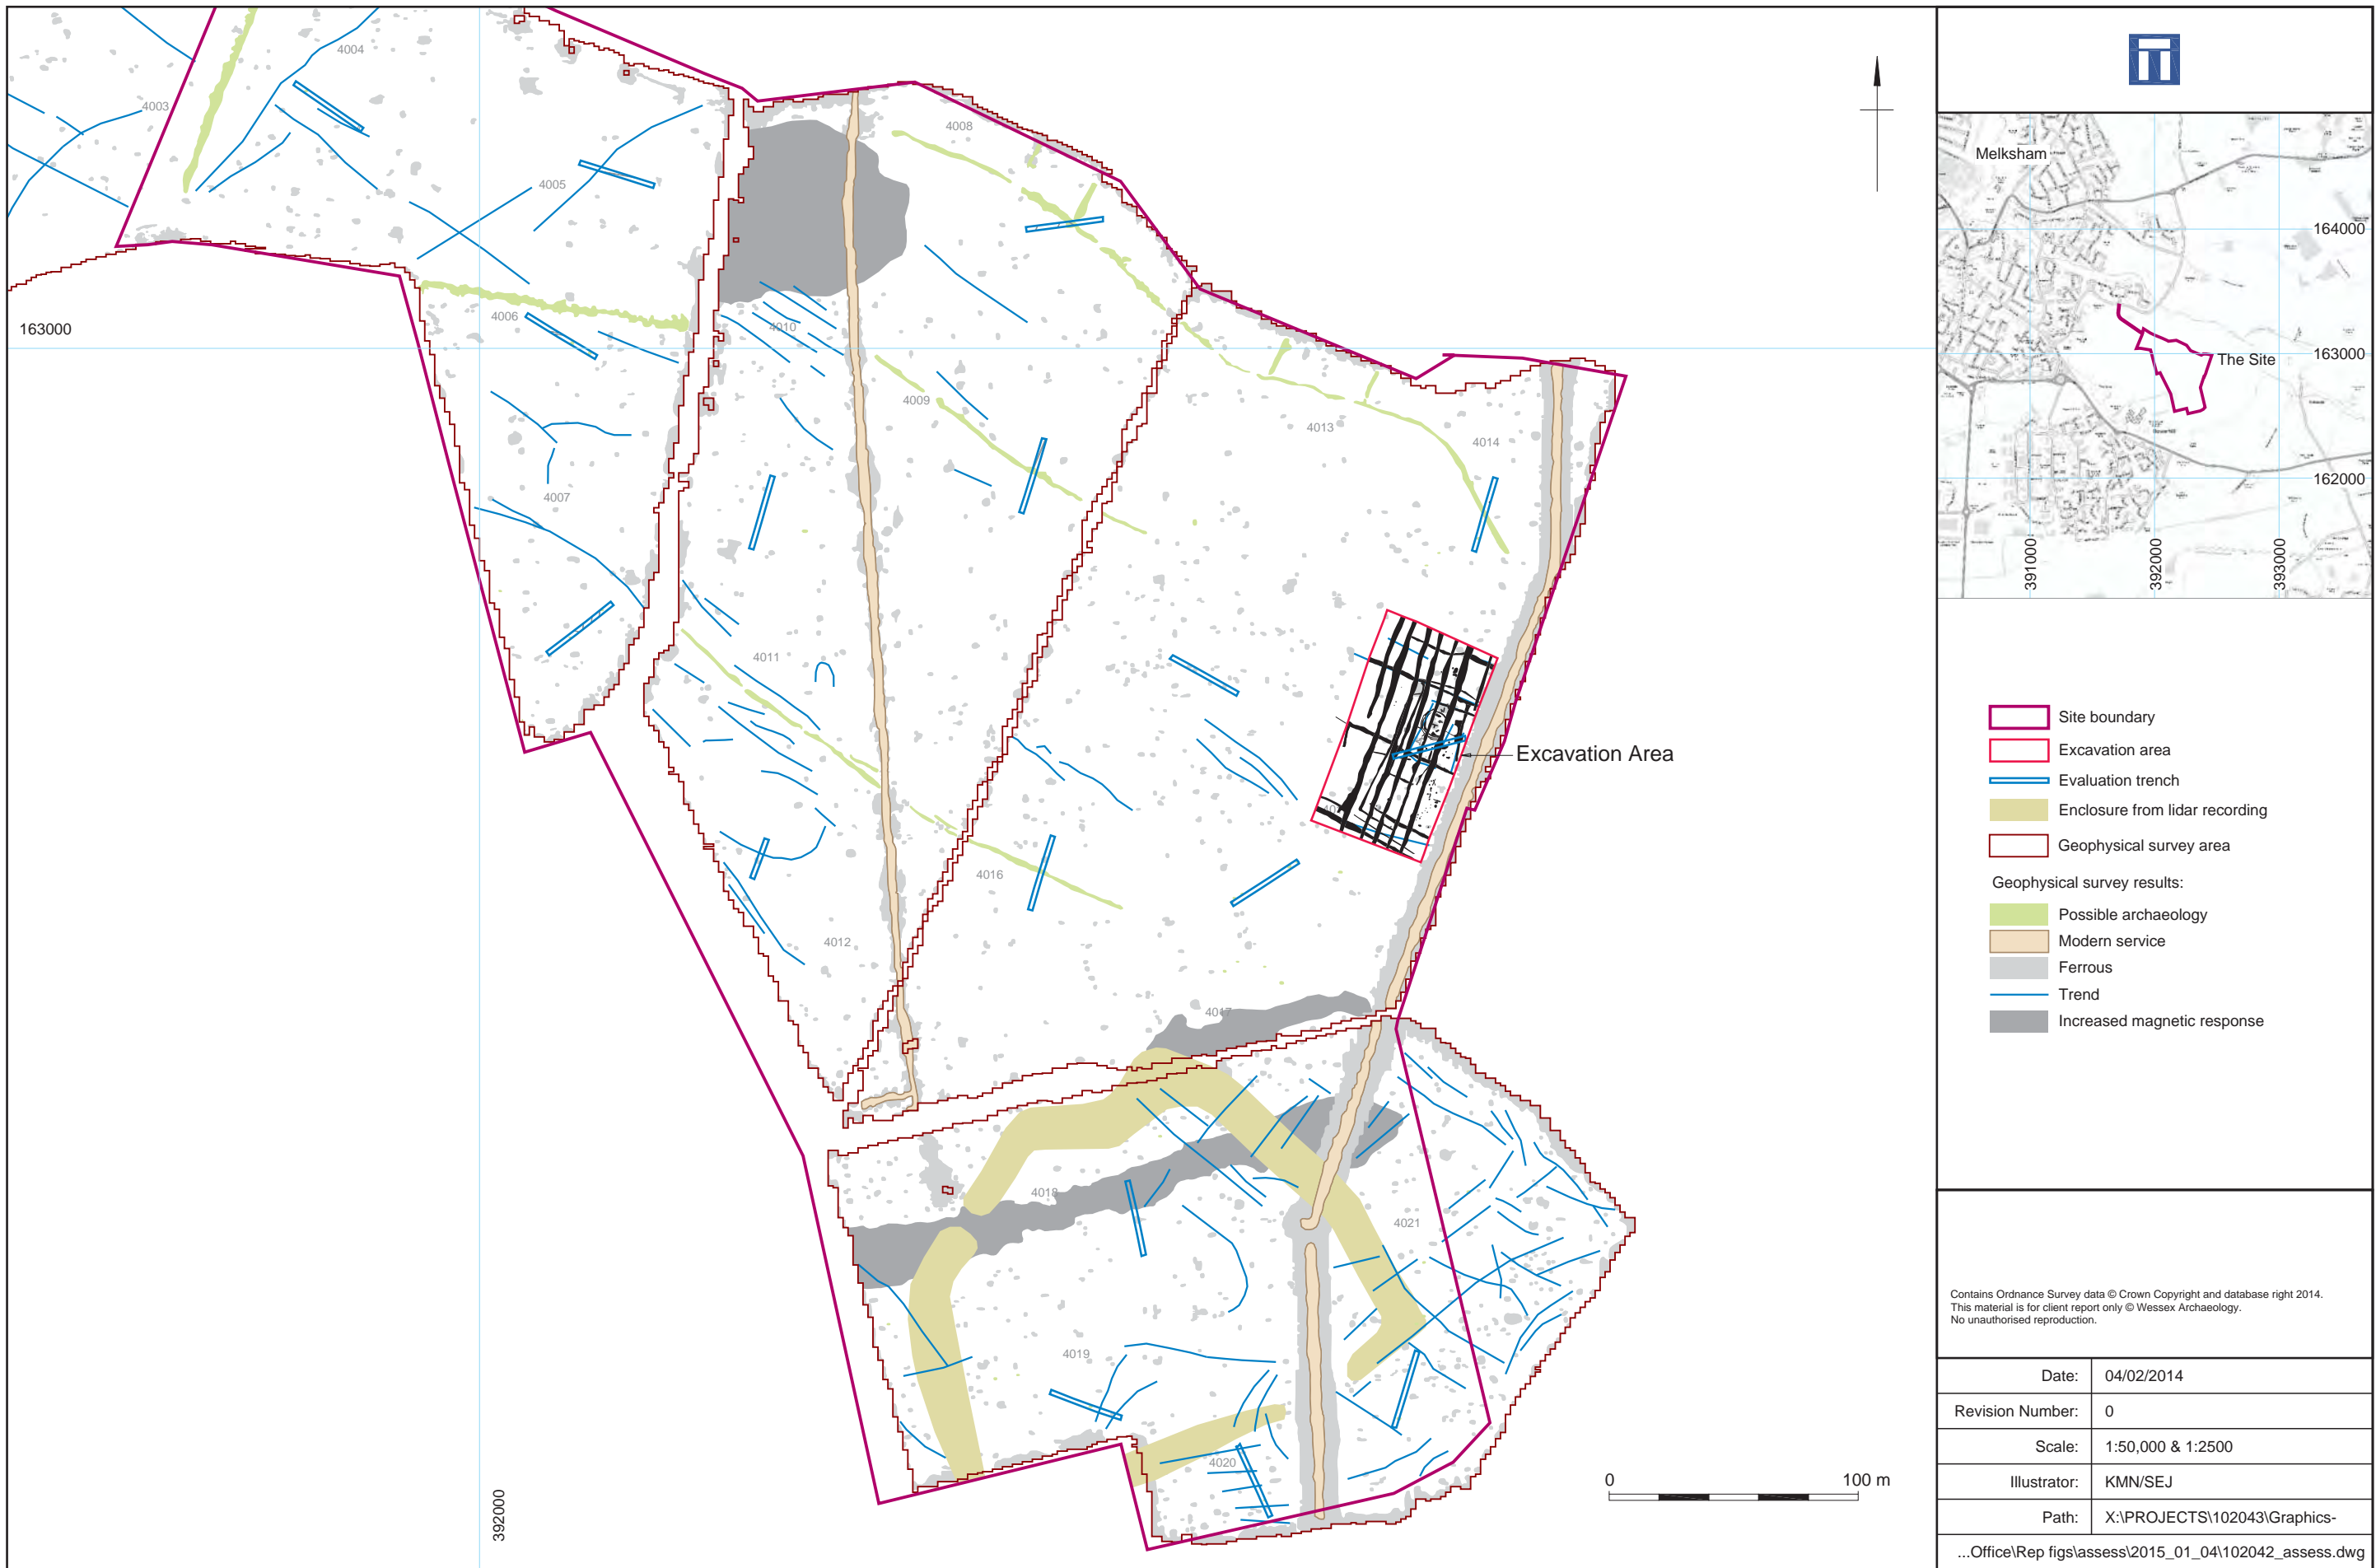 4004
4003
4005
4008
4006
163000
4010
4009
4013
4014
4007
4011
Excavation Area
4016
4012
4017
4018
4021
4019
4020
392000
0 100 m
Melksham
164000
The Site
163000
162000
391000
392000
393000
Site boundary
Excavation area
Evaluation trench
Enclosure from lidar recording
Geophysical survey area
Geophysical survey results:
Possible archaeology
Modern service
Ferrous
Trend
Increased magnetic response
Contains Ordnance Survey data © Crown Copyright and database right 2014.
This material is for client report only © Wessex Archaeology.
No unauthorised reproduction.
Date: 04/02/2014
Revision Number: 0
Scale: 1:50,000 & 1:2500
Illustrator: KMN/SEJ
Path: X:\PROJECTS\102043\Graphics-
...Office\Rep figs\assess\2015_01_04\102042_assess.dwg